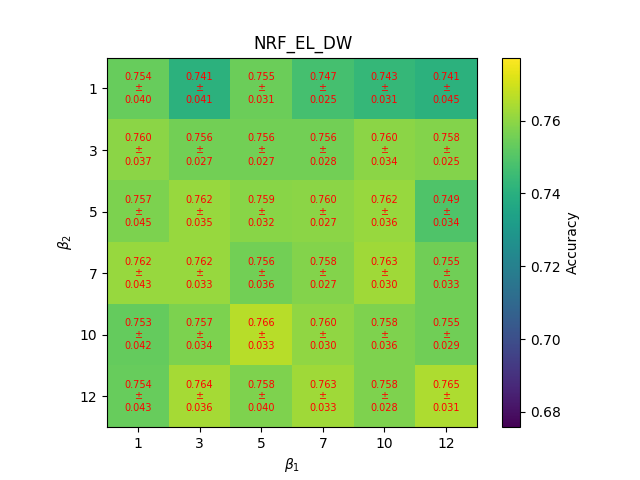 NRF_EL_DW
1
0.754 ± 0.040
0.741 ± 0.041
0.755 ± 0.031
0.747 ± 0.025
0.743 ± 0.031
0.741 ± 0.045
3
0.760 ± 0.037
0.756 ± 0.027
0.756 ± 0.027
0.756 ± 0.028
0.760 ± 0.034
0.758 ± 0.025
5
0.757 ± 0.045
0.762 ± 0.035
0.759 ± 0.032
0.760 ± 0.027
0.762 ± 0.036
0.749 ± 0.034
7
0.762 ± 0.043
0.762 ± 0.033
0.756 ± 0.036
0.758 ± 0.027
0.763 ± 0.030
0.755 ± 0.033
10
0.753 ± 0.042
0.757 ± 0.034
0.766 ± 0.033
0.760 ± 0.030
0.758 ± 0.036
0.755 ± 0.029
12
0.754 ± 0.043
0.764 ± 0.036
0.758 ± 0.040
0.763 ± 0.033
0.758 ± 0.028
0.765 ± 0.031
1 3 5 7 10 12
β₁
β₂
0.76
0.74
0.72
0.70
0.68
Accuracy